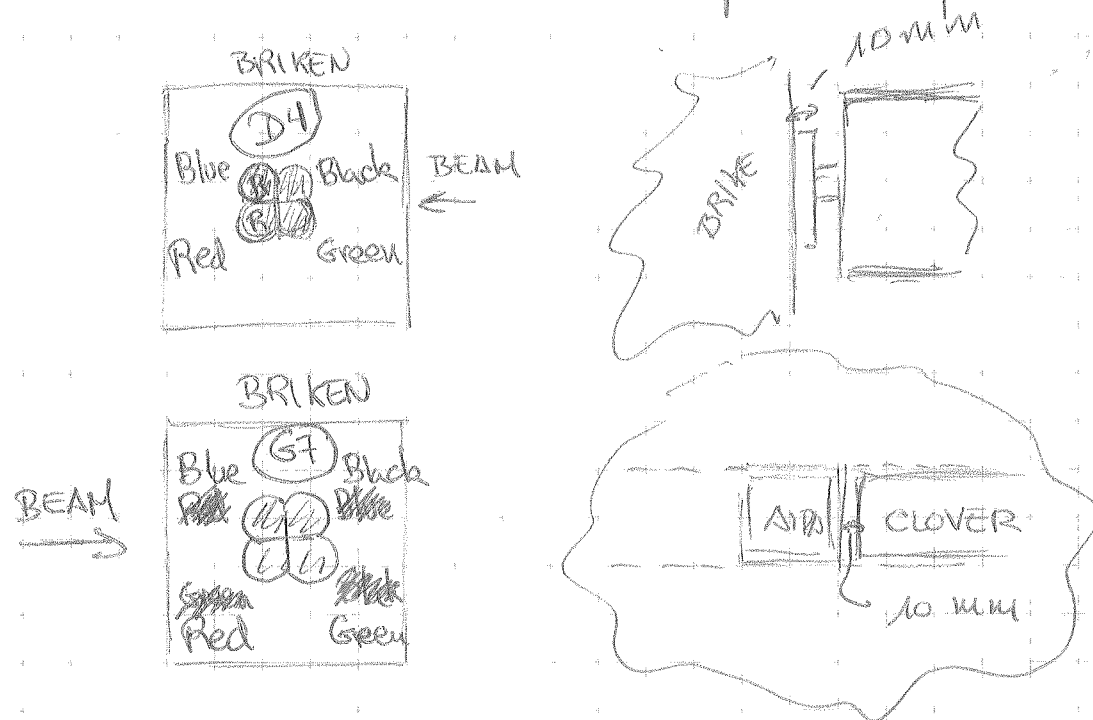 BRIKEN
D4
Blue Black
BEAM
R
R
Red Green
10 mm
BRIKEN
G7
Blue Black
BEAM
Red Green
AIDA CLOVER
10 mm